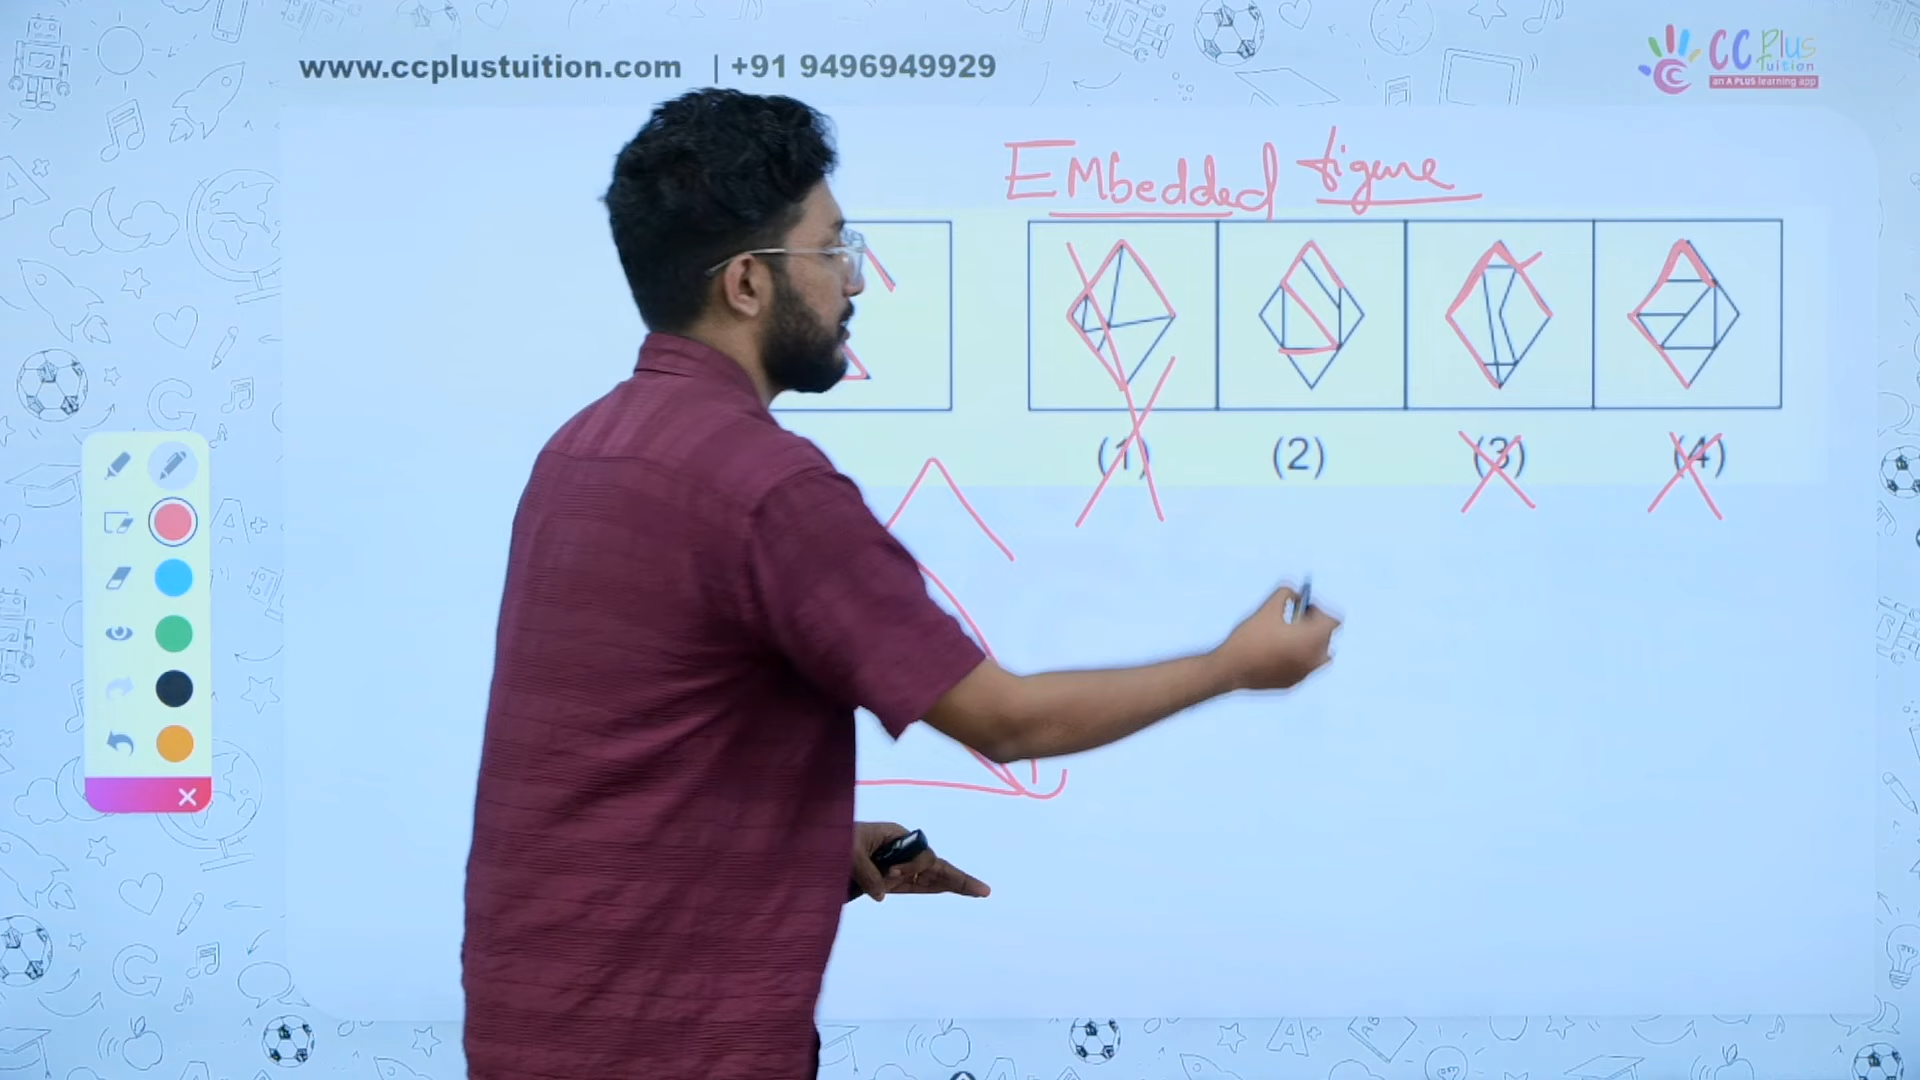 www.ccplustuition.com | +91 9496949929
CC Plus
Tuition
an A PLUS learning app
EMbedded figure
(1) (2) (3) (4)